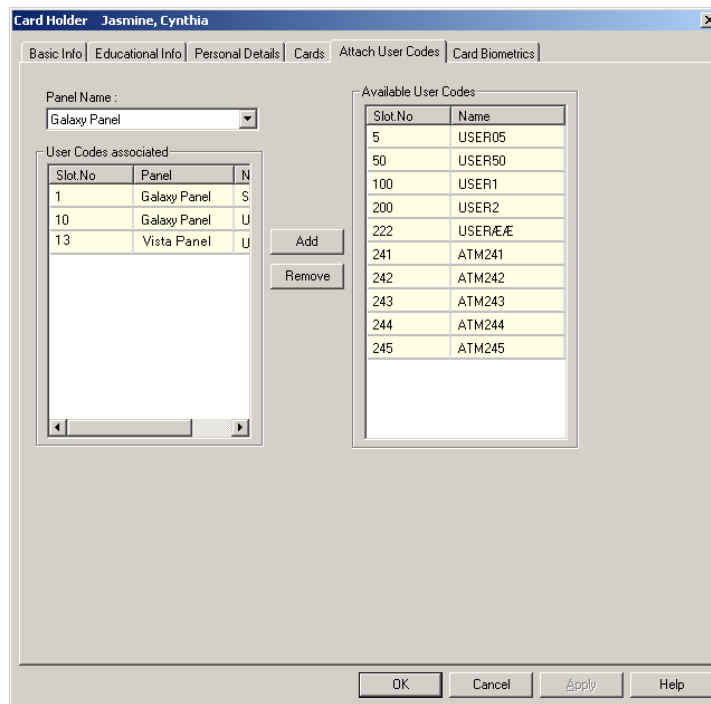 Card Holder Jasmine, Cynthia
Basic Info Educational Info Personal Details Cards Attach User Codes Card Biometrics
Panel Name :
Galaxy Panel
User Codes associated
Slot.No Panel N
1 Galaxy Panel S
10 Galaxy Panel U
13 Vista Panel U
Add
Remove
Available User Codes
Slot.No Name
5 USER05
50 USER50
100 USER1
200 USER2
222 USERÆÆ
241 ATM241
242 ATM242
243 ATM243
244 ATM244
245 ATM245
OK Cancel Apply Help